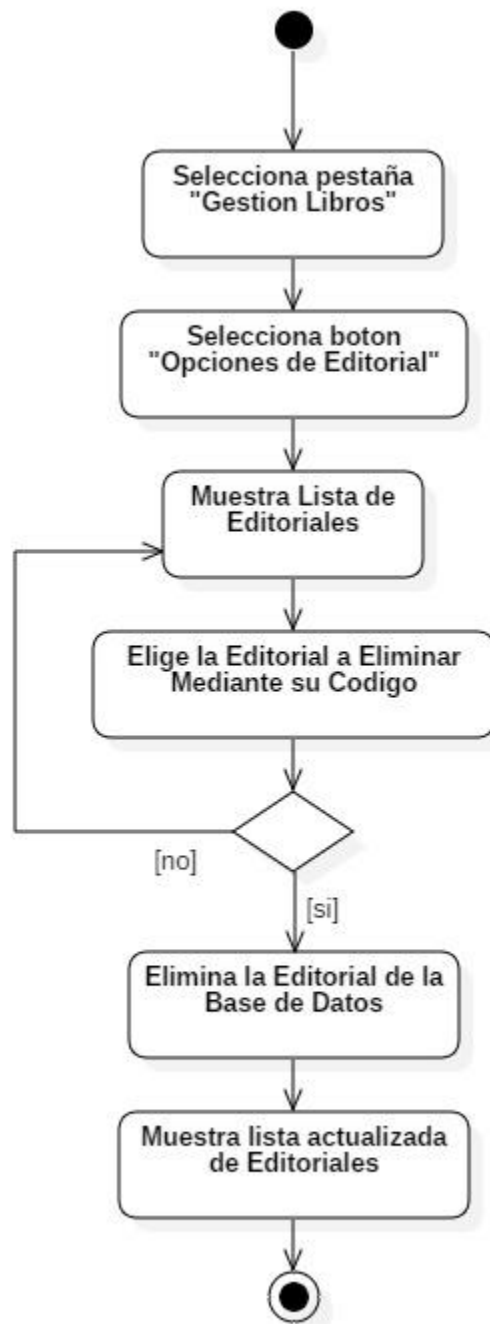 Selecciona pestaña
"Gestion Libros"
Selecciona boton
"Opciones de Editorial"
Muestra Lista de
Editoriales
Elige la Editorial a Eliminar
Mediante su Codigo
[no]
[si]
Elimina la Editorial de la
Base de Datos
Muestra lista actualizada
de Editoriales